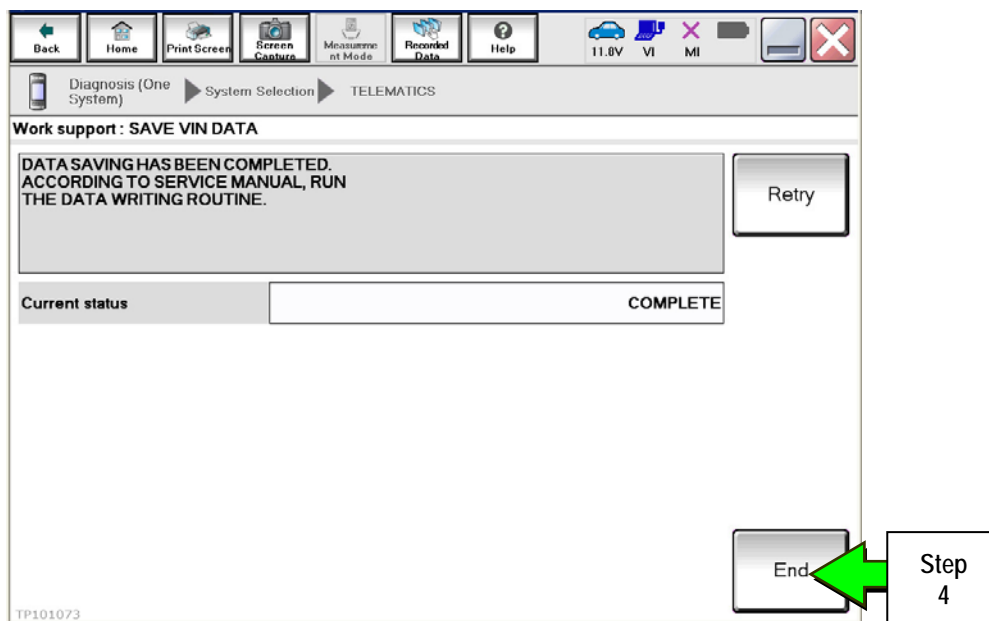 Back
Home
Print Screen
Screen
Capture
Measureme
nt Mode
Recorded
Data
Help
11.8V
VI
MI
Diagnosis (One
System)
System Selection
TELEMATICS
Work support : SAVE VIN DATA
DATA SAVING HAS BEEN COMPLETED.
ACCORDING TO SERVICE MANUAL, RUN
THE DATA WRITING ROUTINE.
Retry
Current status
COMPLETE
End
Step
4
TP101073